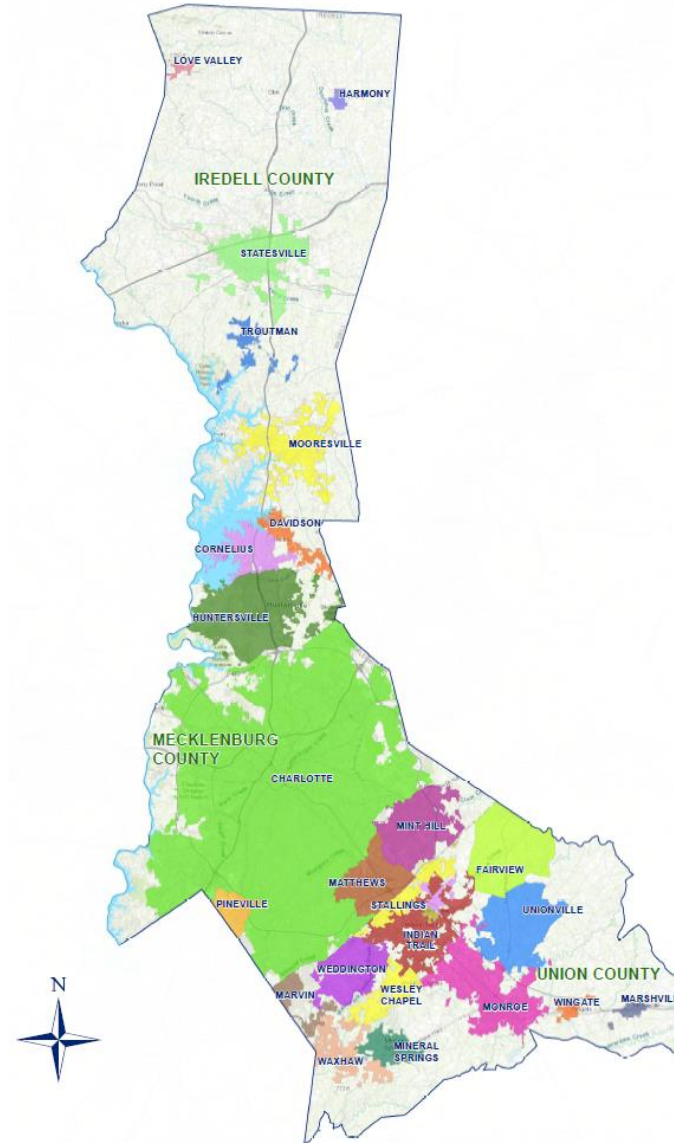 LOVE VALLEY
HARMONY
IREDELL COUNTY
STATESVILLE
TROUTMAN
MOORESVILLE
DAVIDSON
CORNELIUS
HUNTERSVILLE
MECKLENBURG
COUNTY
CHARLOTTE
MINT HILL
FAIRVIEW
MATTHEWS
PINEVILLE
STALLINGS
UNIONVILLE
INDIAN
TRAIL
WEDDINGTON
UNION COUNTY
N
MARVIN
WESLEY
CHAPEL
MONROE
WINGATE
MARSHVILL
WAXHAW
MINERAL
SPRINGS